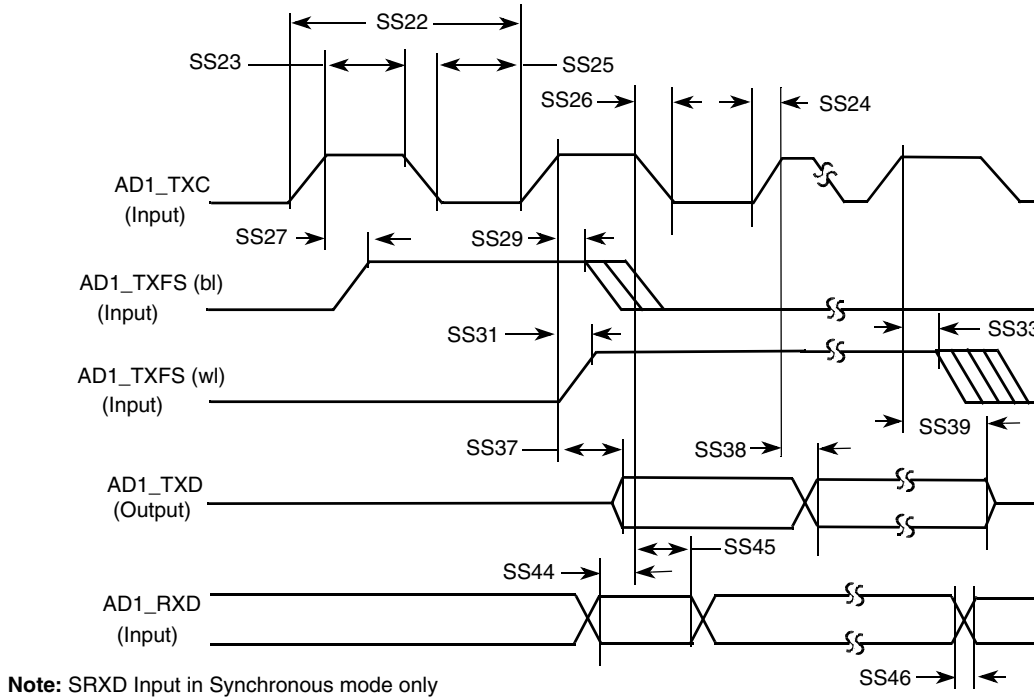 SS22
SS23
SS25
SS26
SS24
AD1_TXC
(Input)
SS27
SS29
AD1_TXFS (bl)
(Input)
SS31
SS33
AD1_TXFS (wl)
(Input)
SS39
SS37
SS38
AD1_TXD
(Output)
SS45
SS44
AD1_RXD
(Input)
SS46
Note: SRXD Input in Synchronous mode only